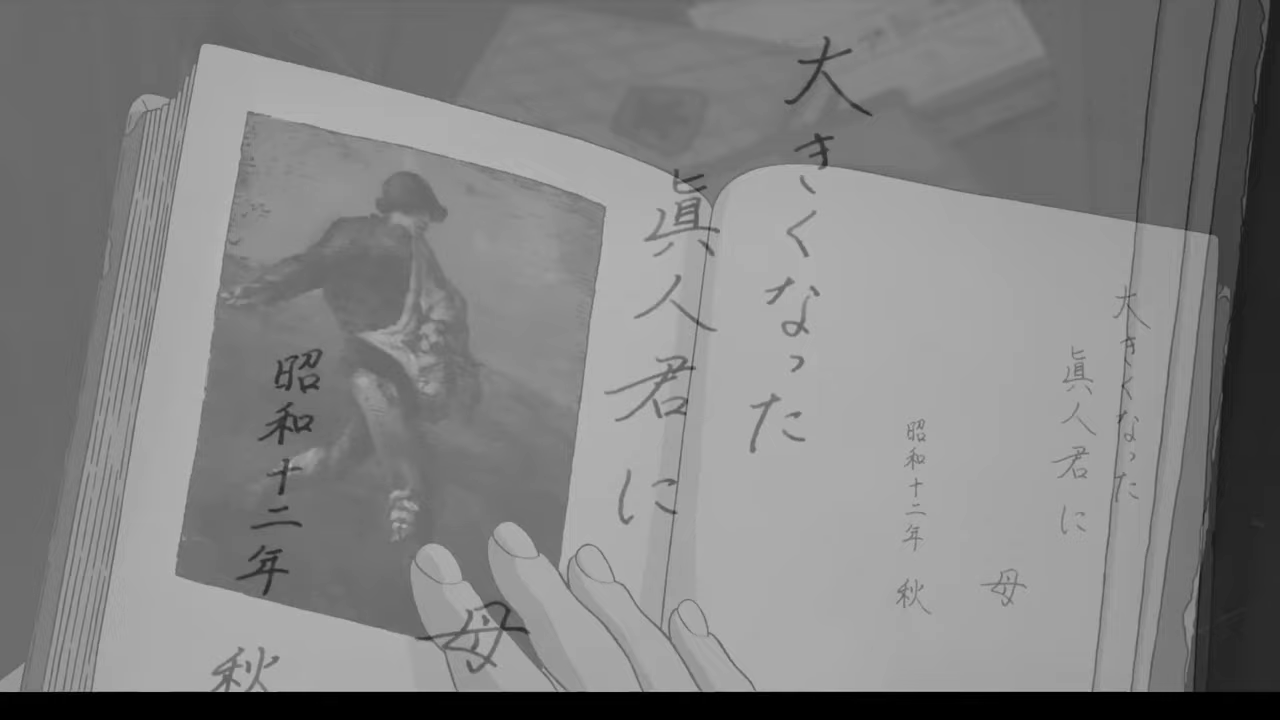 大きくなった
眞人君に
母
昭和十二年 秋
大きくなった
眞人君に
母
昭和十二年 秋